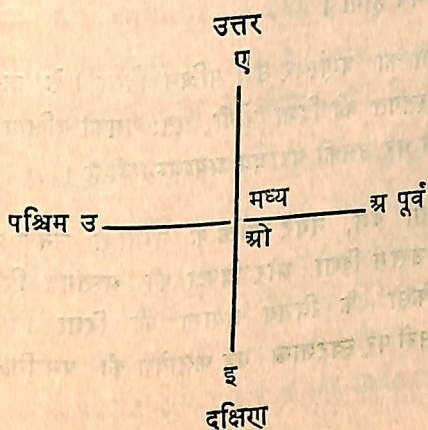 उत्तर
ए
मध्य
पश्चिम उ
अ पूर्व
ओ
इ
दक्षिण